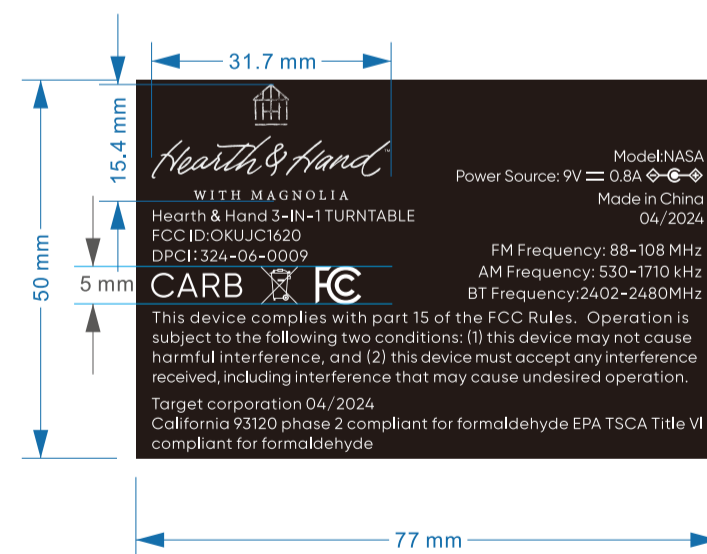 31.7 mm
15.4 mm
50 mm
5 mm
Hearth & Hand™
WITH MAGNOLIA
Hearth & Hand 3-IN-1 TURNTABLE
FCC ID:OKUJC1620
DPCI:324-06-0009
CARB FC
Model:NASA
Power Source: 9V 0.8A
Made in China
04/2024
FM Frequency: 88-108 MHz
AM Frequency: 530-1710 kHz
BT Frequency:2402-2480MHz
This device complies with part 15 of the FCC Rules. Operation is
subject to the following two conditions: (1) this device may not cause
harmful interference, and (2) this device must accept any interference
received, including interference that may cause undesired operation.
Target corporation 04/2024
California 93120 phase 2 compliant for formaldehyde EPA TSCA Title VI
compliant for formaldehyde
77 mm